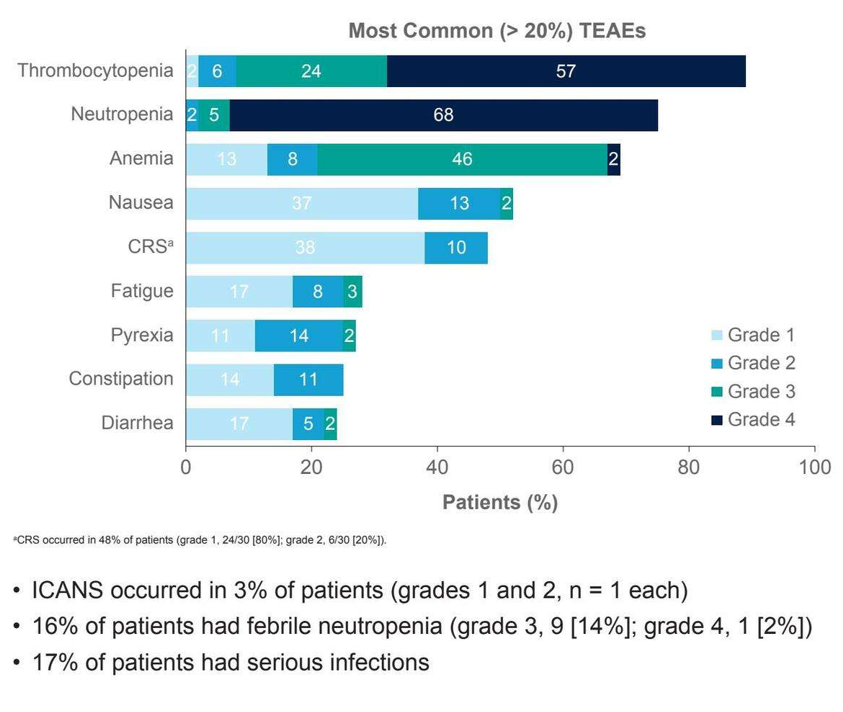 Most Common (> 20%) TEAEs
Thrombocytopenia 2 6 24 57
Neutropenia 2 5 68
Anemia 13 8 46 2
Nausea 37 13 2
CRSᵃ 38 10
Fatigue 17 8 3
Pyrexia 11 14 2
Constipation 14 11
Diarrhea 17 5 2
Grade 1
Grade 2
Grade 3
Grade 4
0 20 40 60 80 100
Patients (%)
ᵃCRS occurred in 48% of patients (grade 1, 24/30 [80%]; grade 2, 6/30 [20%]).
• ICANS occurred in 3% of patients (grades 1 and 2, n = 1 each)
• 16% of patients had febrile neutropenia (grade 3, 9 [14%]; grade 4, 1 [2%])
• 17% of patients had serious infections